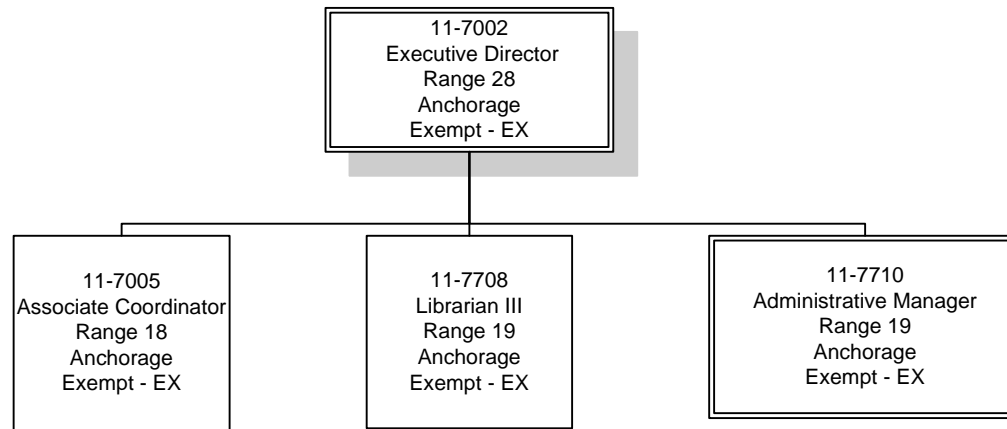 11-7002
Executive Director
Range 28
Anchorage
Exempt - EX
11-7005
Associate Coordinator
Range 18
Anchorage
Exempt - EX
11-7708
Librarian III
Range 19
Anchorage
Exempt - EX
11-7710
Administrative Manager
Range 19
Anchorage
Exempt - EX